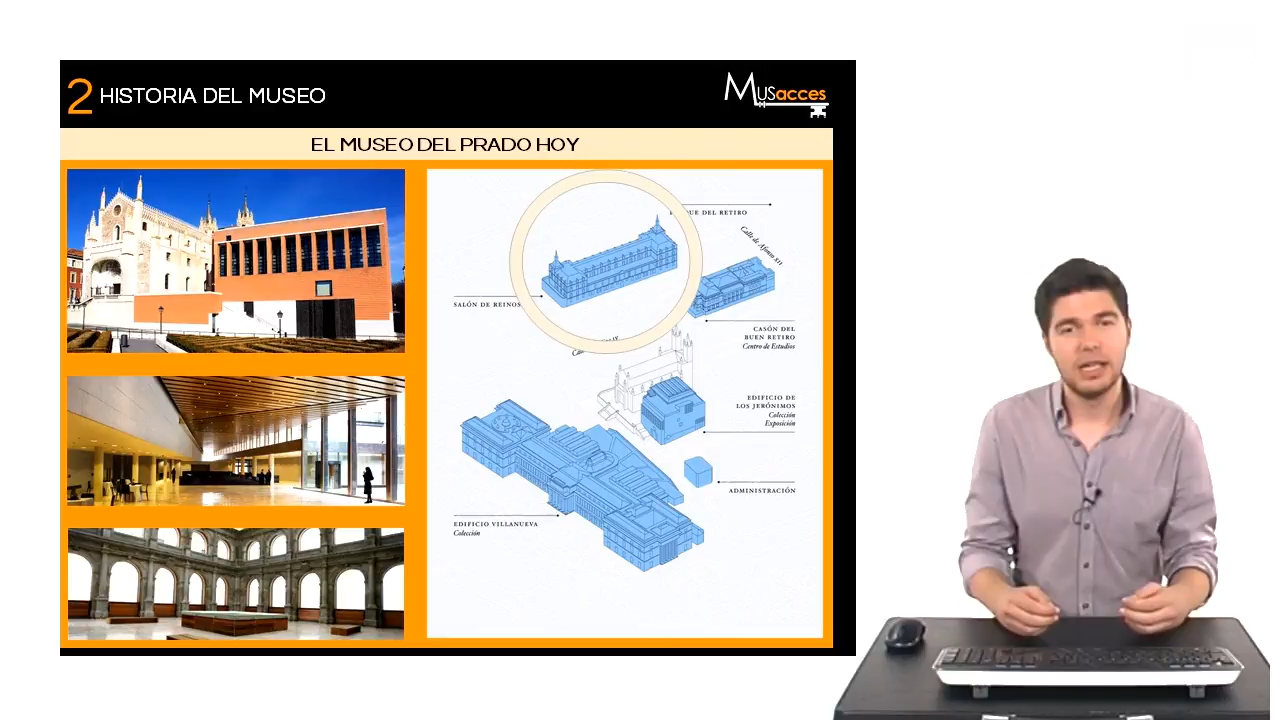 2 HISTORIA DEL MUSEO
Musacces
EL MUSEO DEL PRADO HOY
QUE DEL RETIRO
Calle de Alfonso XII
SALÓN DE REINOS
CASÓN DEL
BUEN RETIRO
Centro de Estudios
EDIFICIO DE
LOS JERÓNIMOS
Colección
Exposición
ADMINISTRACIÓN
EDIFICIO VILLANUEVA
Colección